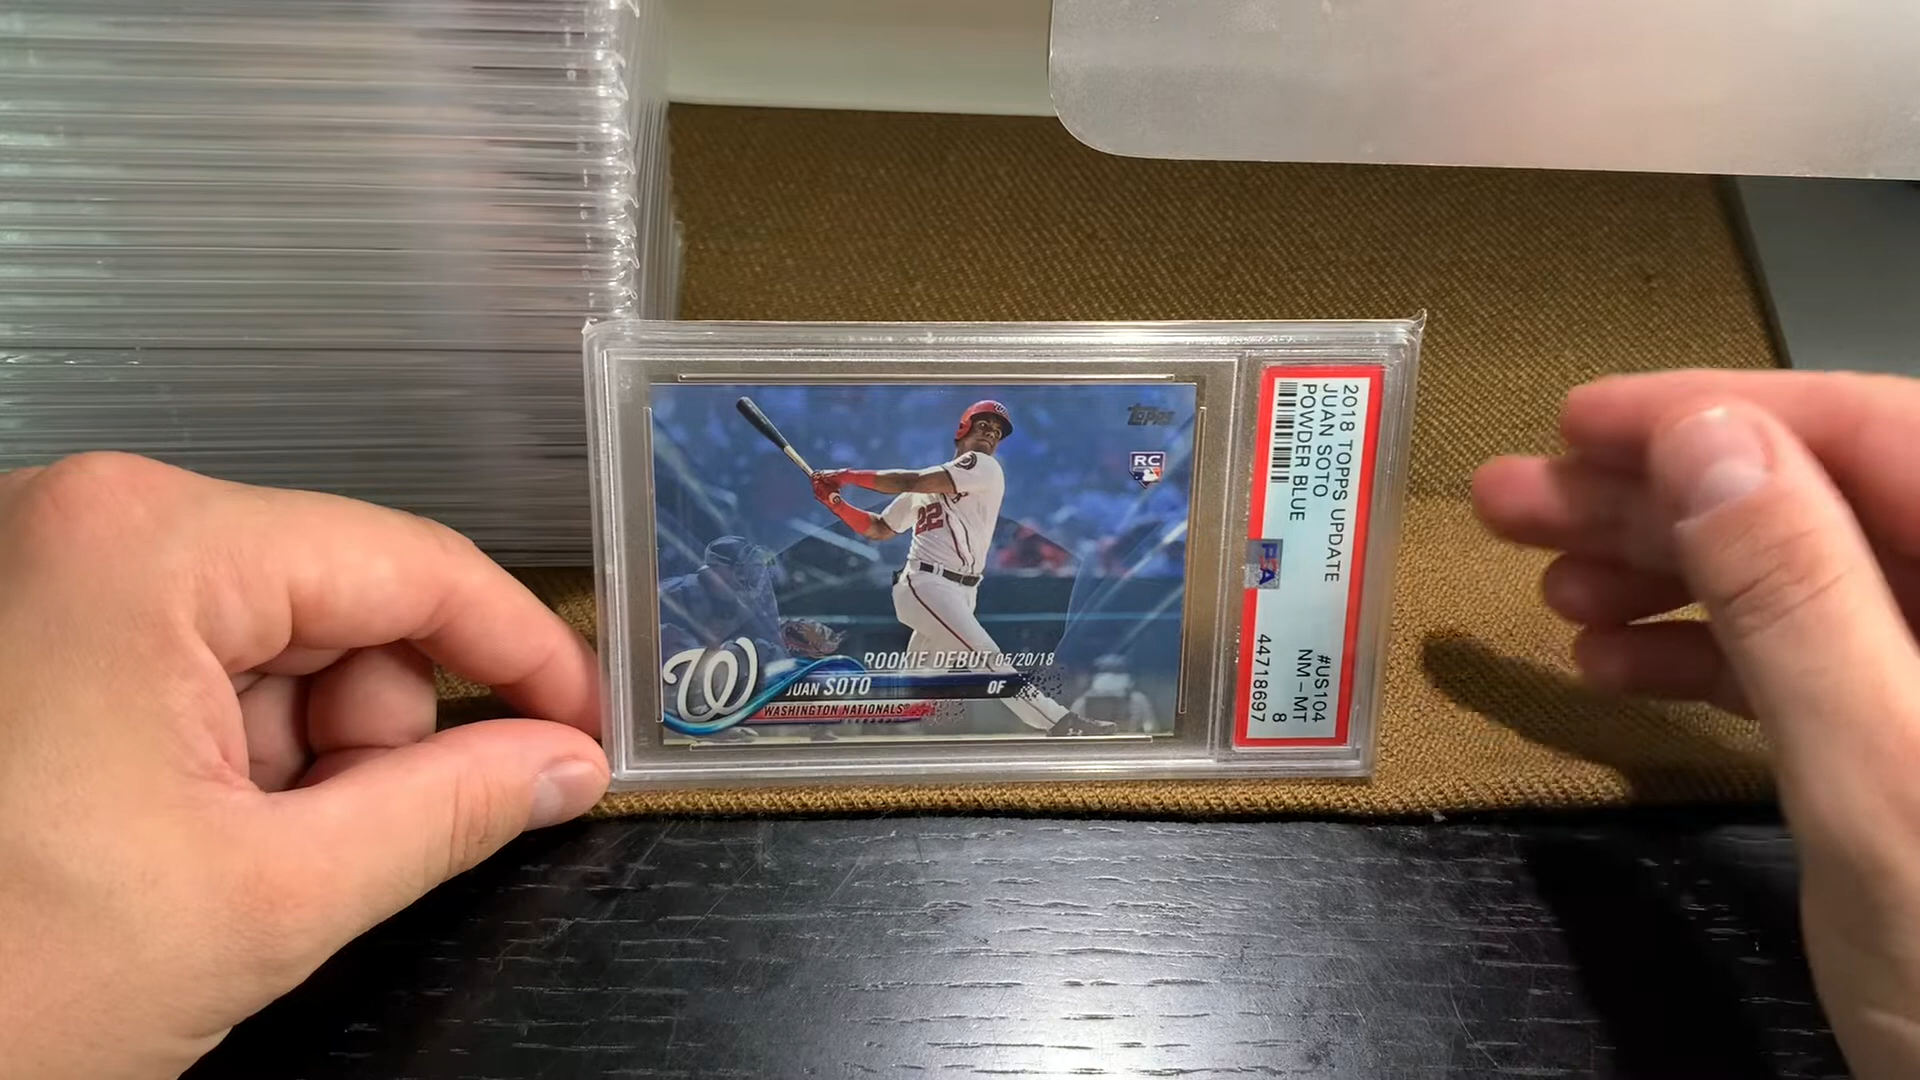 Topps
RC
22
W
ROOKIE DEBUT 05/20/18
JUAN SOTO OF
WASHINGTON NATIONALS®
2018 TOPPS UPDATE #US104
JUAN SOTO NM-MT
POWDER BLUE 8
PSA 44718697